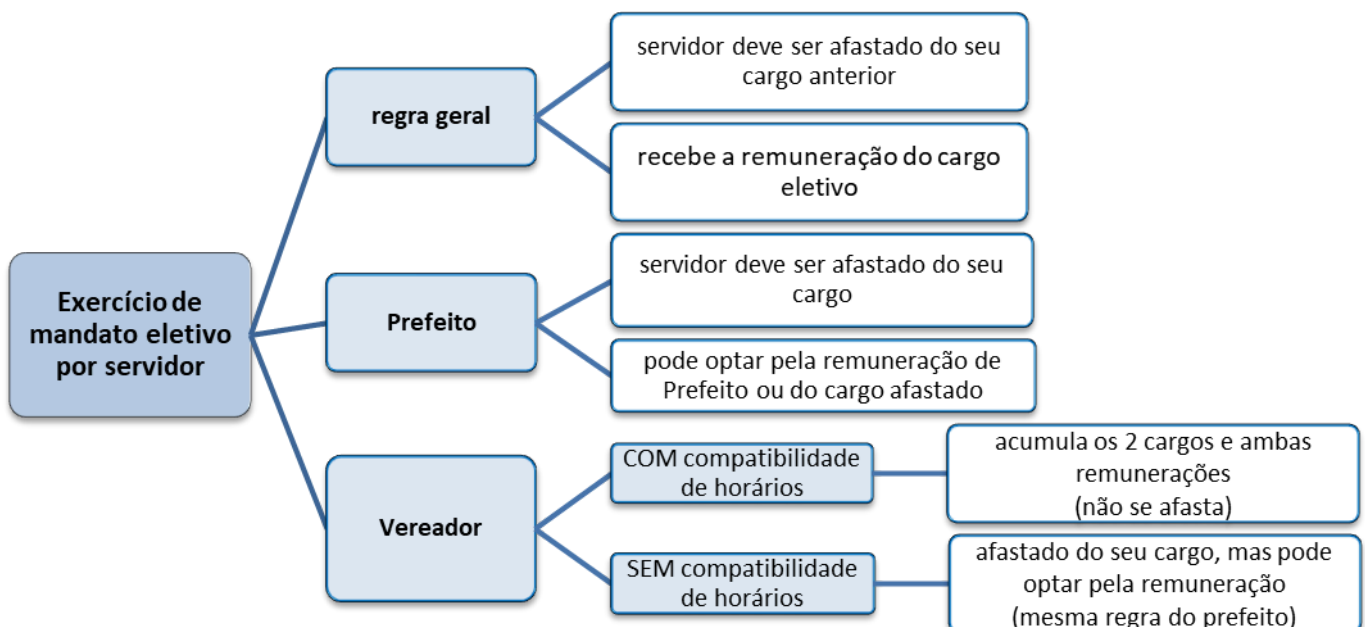 Exercício de
mandato eletivo
por servidor
regra geral
servidor deve ser afastado do seu
cargo anterior
recebe a remuneração do cargo
eletivo
Prefeito
servidor deve ser afastado do seu
cargo
pode optar pela remuneração de
Prefeito ou do cargo afastado
Vereador
COM compatibilidade
de horários
acumula os 2 cargos e ambas
remunerações
(não se afasta)
SEM compatibilidade
de horários
afastado do seu cargo, mas pode
optar pela remuneração
(mesma regra do prefeito)